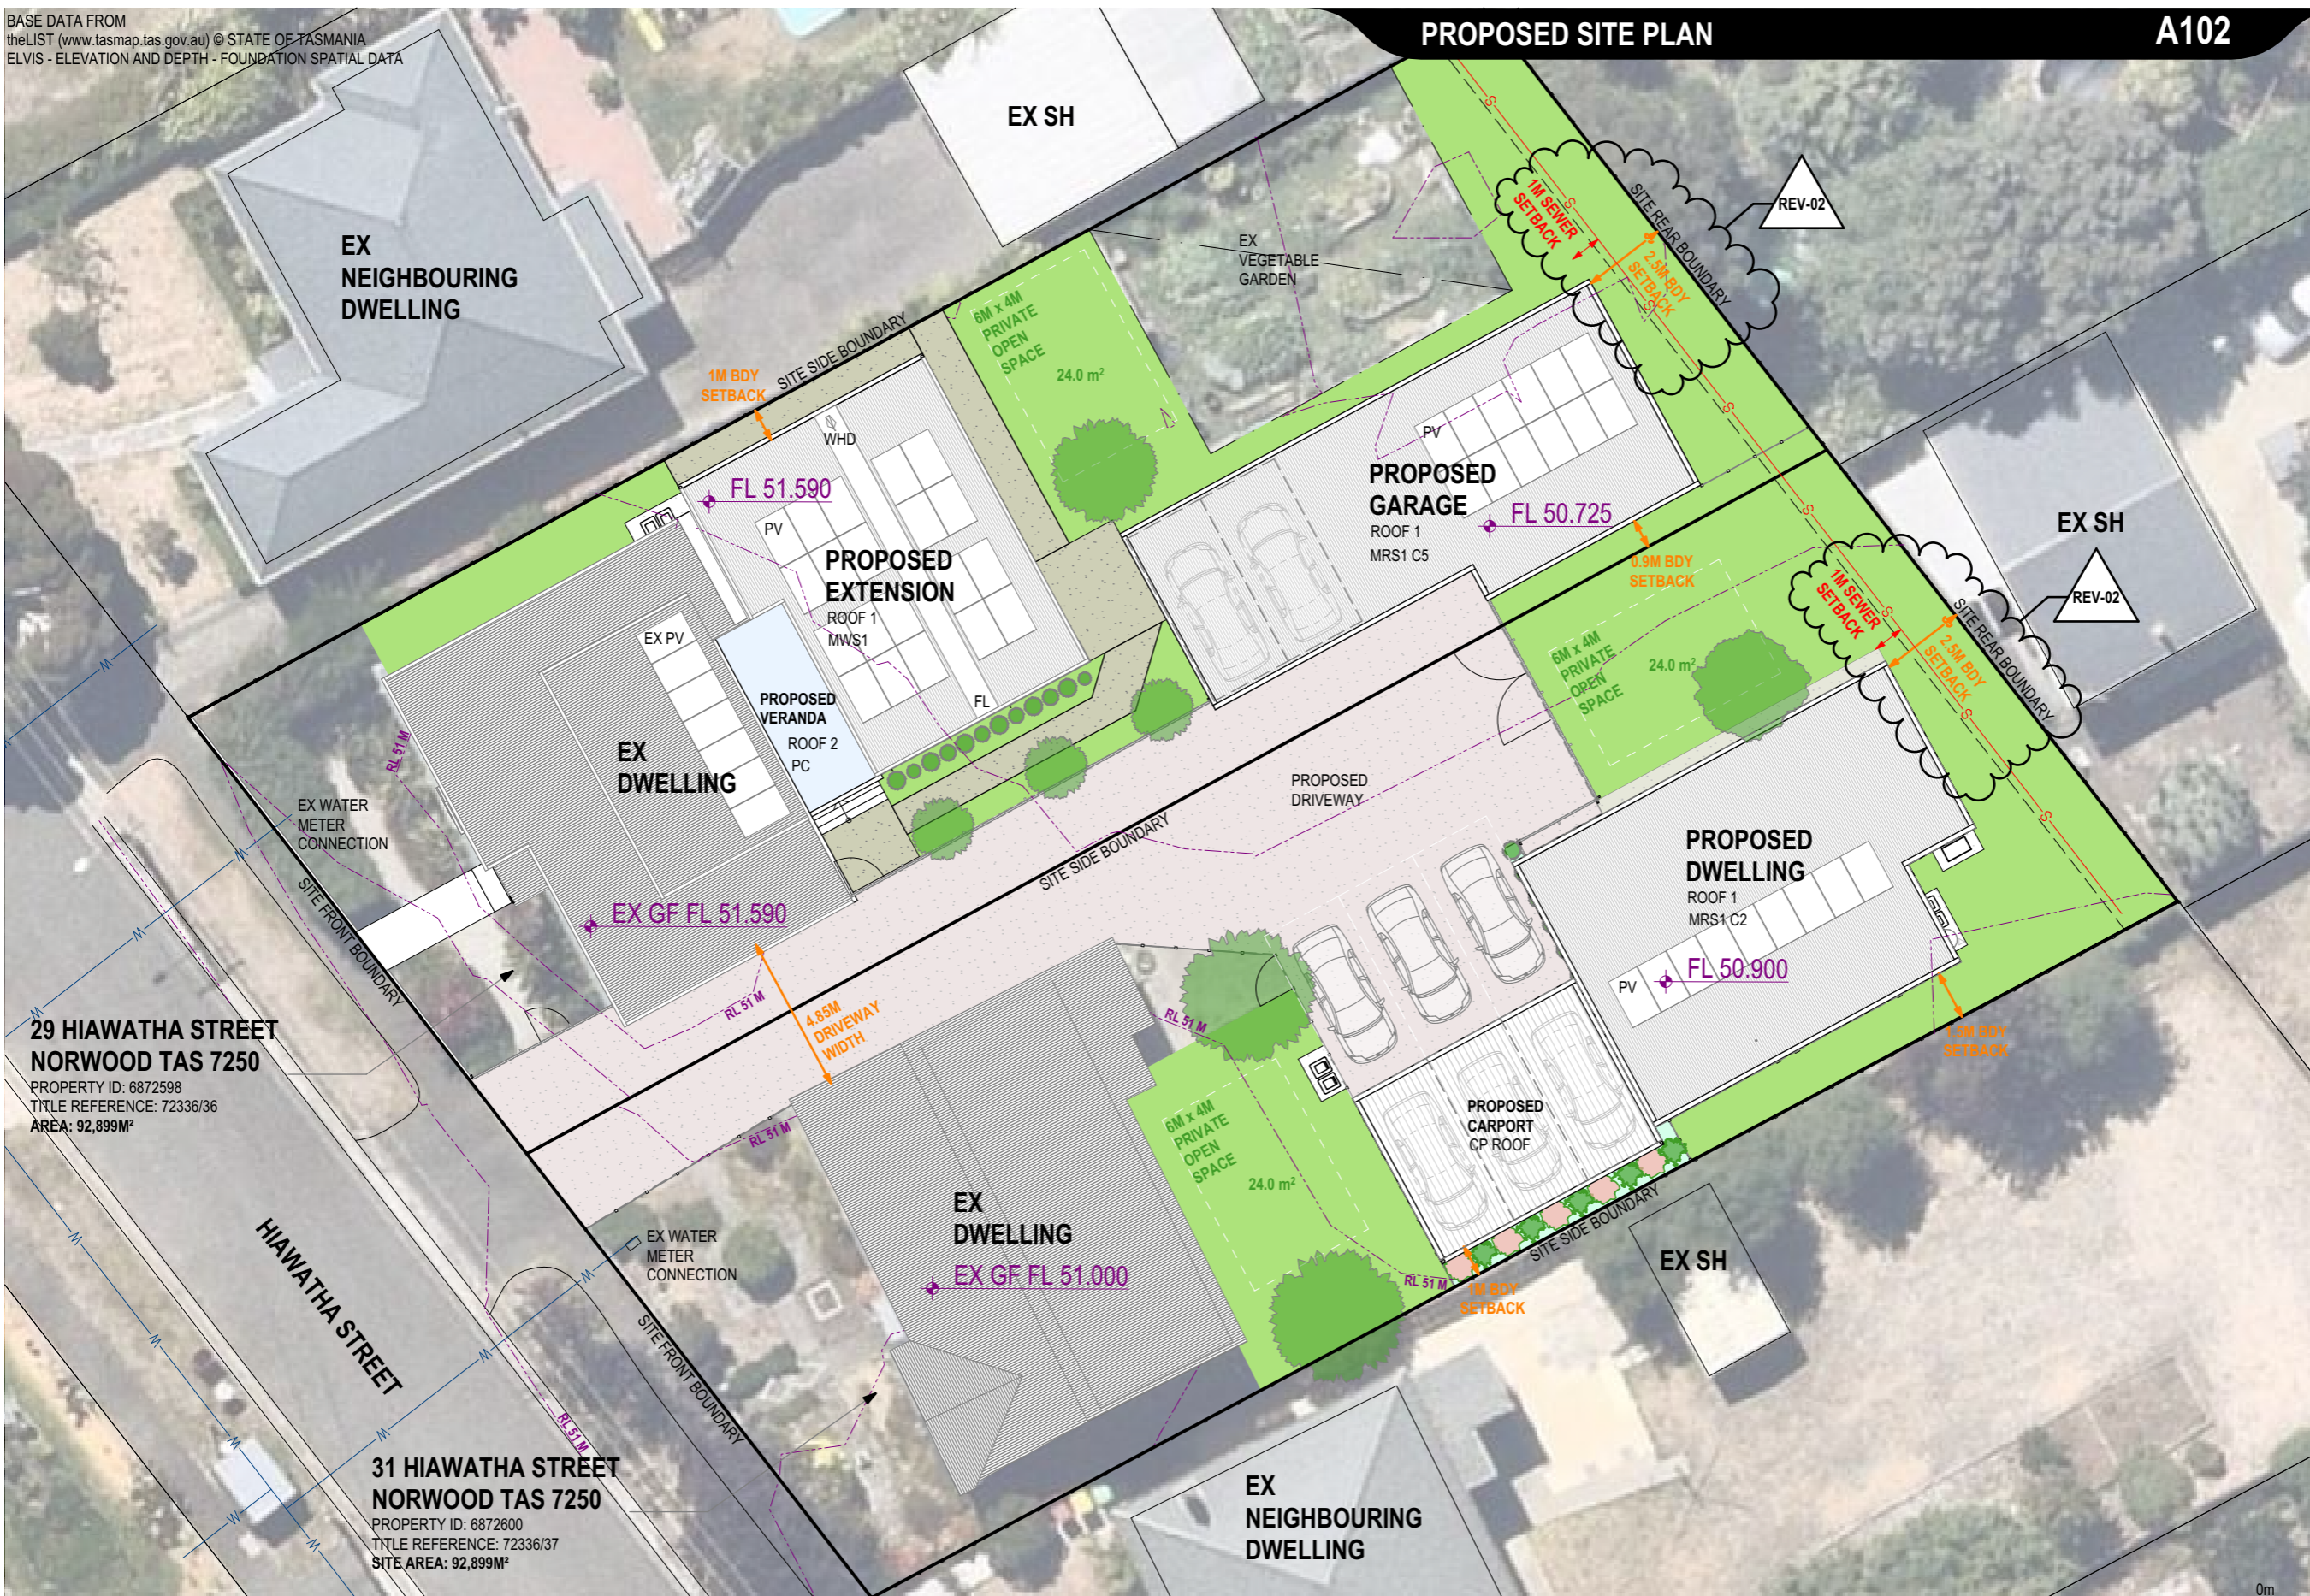 BASE DATA FROM
theLIST (www.tasmap.tas.gov.au) © STATE OF TASMANIA
ELVIS - ELEVATION AND DEPTH - FOUNDATION SPATIAL DATA
PROPOSED SITE PLAN
A102
EX SH
EX
NEIGHBOURING
DWELLING
EX
VEGETABLE
GARDEN
1M SEWER
SETBACK
SITE REAR BOUNDARY
2.5M BDY
SETBACK
REV-02
6M x 4M
PRIVATE
OPEN
SPACE
24.0 m²
SITE SIDE BOUNDARY
1M BDY
SETBACK
WHD
FL 51.590
PV
PROPOSED
EXTENSION
ROOF 1
MWS1
FL
PV
PROPOSED
GARAGE
ROOF 1
MRS1 C5
FL 50.725
0.9M BDY
SETBACK
EX SH
REV-02
1M SEWER
SETBACK
2.5M BDY
SETBACK
SITE REAR BOUNDARY
6M x 4M
PRIVATE
OPEN
SPACE
24.0 m²
EX PV
PROPOSED
VERANDA
ROOF 2
PC
EX
DWELLING
EX GF FL 51.590
RL 51 M
EX WATER
METER
CONNECTION
SITE FRONT BOUNDARY
PROPOSED
DRIVEWAY
SITE SIDE BOUNDARY
PROPOSED
DWELLING
ROOF 1
MRS1 C2
PV
FL 50.900
1.5M BDY
SETBACK
RL 51 M
4.85M
DRIVEWAY
WIDTH
RL 51 M
RL 51 M
29 HIAWATHA STREET
NORWOOD TAS 7250
PROPERTY ID: 6872598
TITLE REFERENCE: 72336/36
AREA: 92,899M²
6M x 4M
PRIVATE
OPEN
SPACE
24.0 m²
PROPOSED
CARPORT
CP ROOF
SITE SIDE BOUNDARY
RL 51 M
1M BDY
SETBACK
EX SH
EX
DWELLING
EX GF FL 51.000
EX WATER
METER
CONNECTION
SITE FRONT BOUNDARY
HIAWATHA STREET
RL 51 M
31 HIAWATHA STREET
NORWOOD TAS 7250
PROPERTY ID: 6872600
TITLE REFERENCE: 72336/37
SITE AREA: 92,899M²
EX
NEIGHBOURING
DWELLING
0m
W
W
W
W
W
W
W
W
W
W
W
W
W
S
S
S
S
S
S
S
S
S